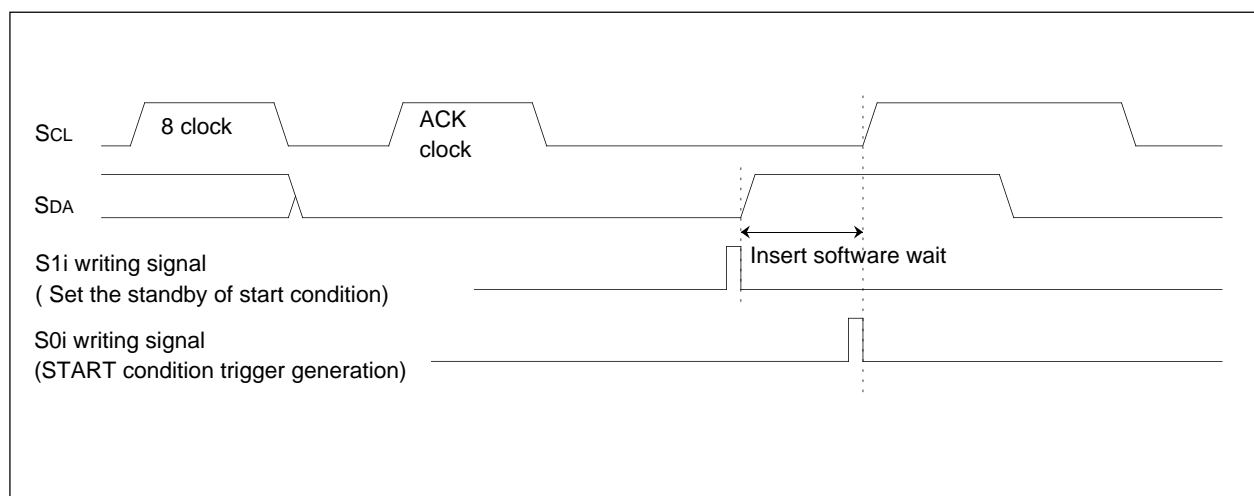 SCL
8 clock
ACK
clock
SDA
Insert software wait
S1i writing signal
( Set the standby of start condition)
S0i writing signal
(START condition trigger generation)